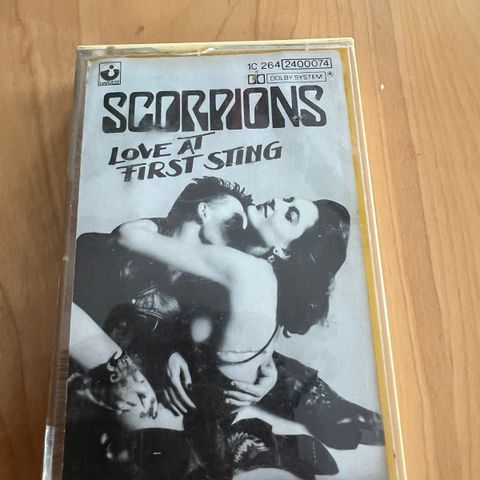 1C 264 2400074
DOLBY SYSTEM®
SCORPIONS
LOVE AT
FIRST STING